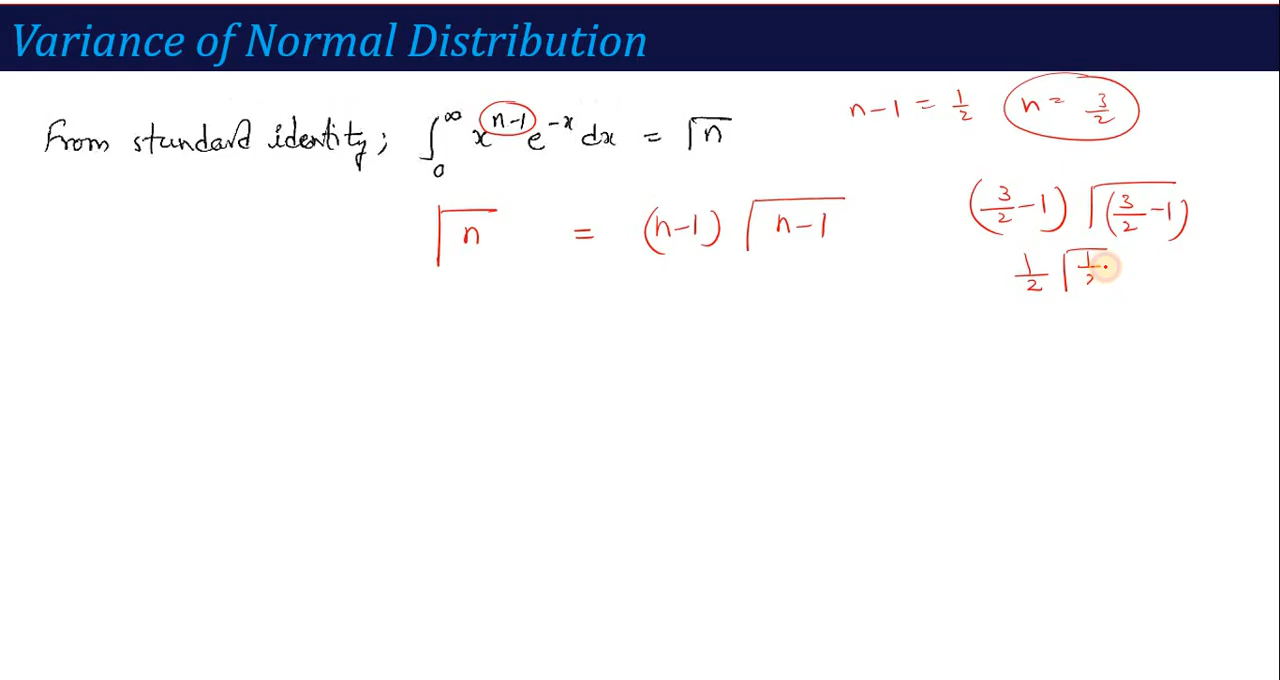 Variance of Normal Distribution
From standard identity; ∫₀^∞ x^(n-1) e^(-x) dx = Γn
n-1 = 1/2 n = 3/2
Γn = (n-1) Γn-1
(3/2 - 1) Γ(3/2 - 1)
1/2 Γ1/2